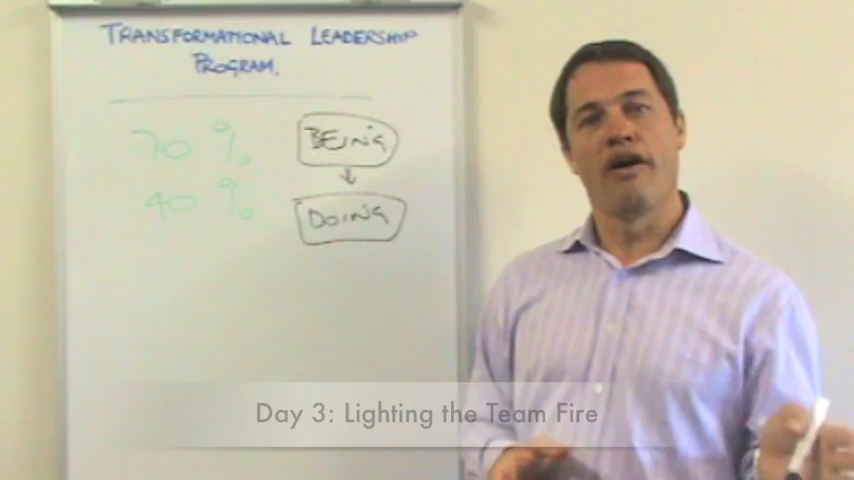 TRANSFORMATIONAL LEADERSHIP
PROGRAM.
70 % BEING
40 % DOING
Day 3: Lighting the Team Fire